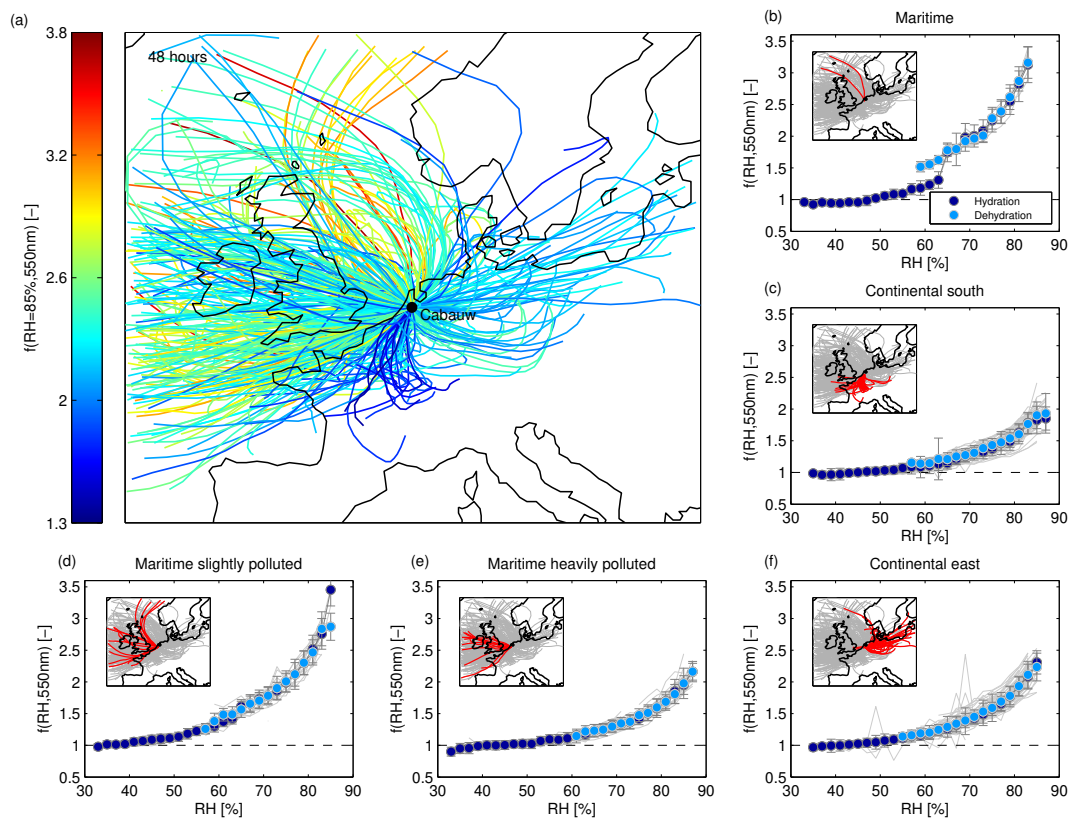 (a)
3.8
3.2
2.6
2
1.3
f(RH=85%,550nm) [−]
48 hours
Cabauw
(b)
Maritime
3.5
3
2.5
2
1.5
1
0.5
f(RH,550nm) [−]
30 40 50 60 70 80 90
RH [%]
Hydration
Dehydration
(c)
Continental south
3.5
3
2.5
2
1.5
1
0.5
f(RH,550nm) [−]
30 40 50 60 70 80 90
RH [%]
(d)
Maritime slightly polluted
3.5
3
2.5
2
1.5
1
0.5
f(RH,550nm) [−]
30 40 50 60 70 80 90
RH [%]
(e)
Maritime heavily polluted
3.5
3
2.5
2
1.5
1
0.5
f(RH,550nm) [−]
30 40 50 60 70 80 90
RH [%]
(f)
Continental east
3.5
3
2.5
2
1.5
1
0.5
f(RH,550nm) [−]
30 40 50 60 70 80 90
RH [%]